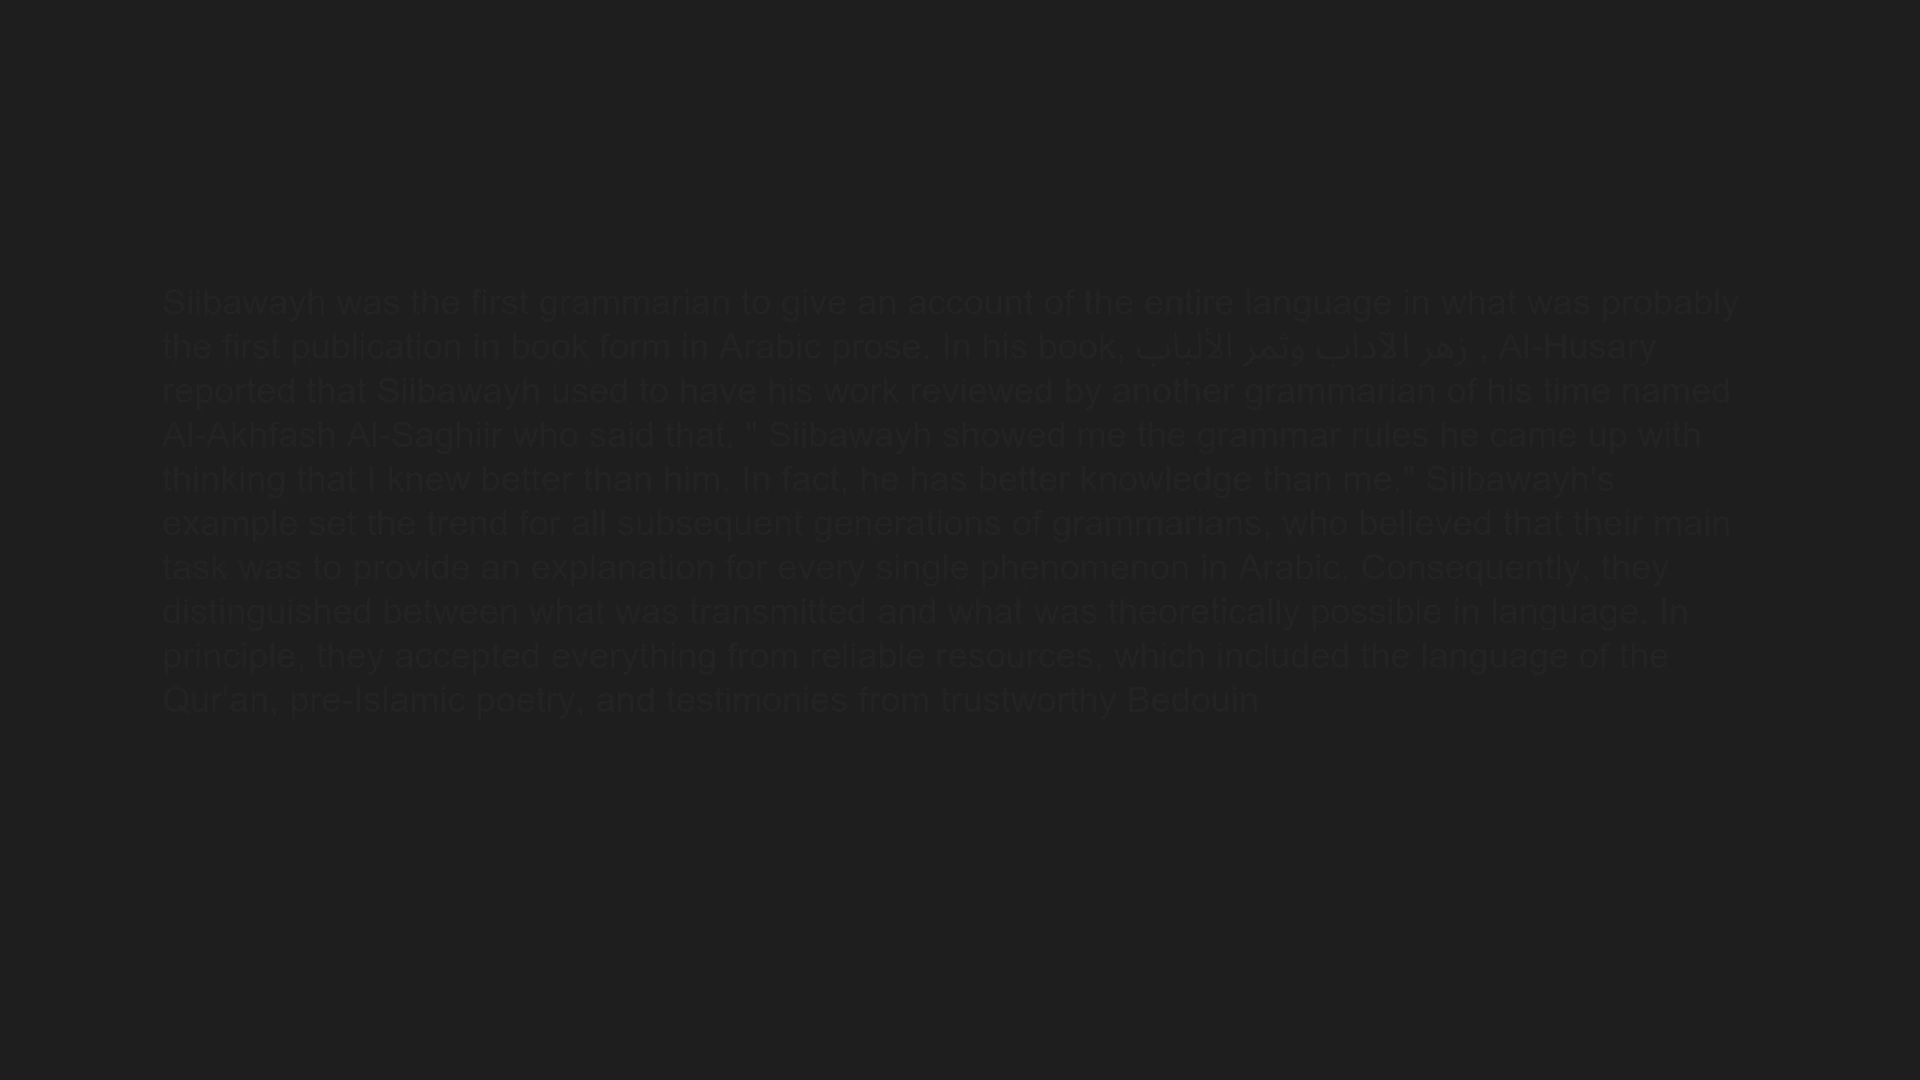 Siibawayh was the first grammarian to give an account of the entire language in what was probably
the first publication in book form in Arabic prose. In his book, زهر الآداب وثمر الألباب , Al-Husary
reported that Siibawayh used to have his work reviewed by another grammarian of his time named
Al-Akhfash Al-Saghiir who said that, " Siibawayh showed me the grammar rules he came up with
thinking that I knew better than him. In fact, he has better knowledge than me." Siibawayh's
example set the trend for all subsequent generations of grammarians, who believed that their main
task was to provide an explanation for every single phenomenon in Arabic. Consequently, they
distinguished between what was transmitted and what was theoretically possible in language. In
principle, they accepted everything from reliable resources, which included the language of the
Qur'an, pre-Islamic poetry, and testimonies from trustworthy Bedouin